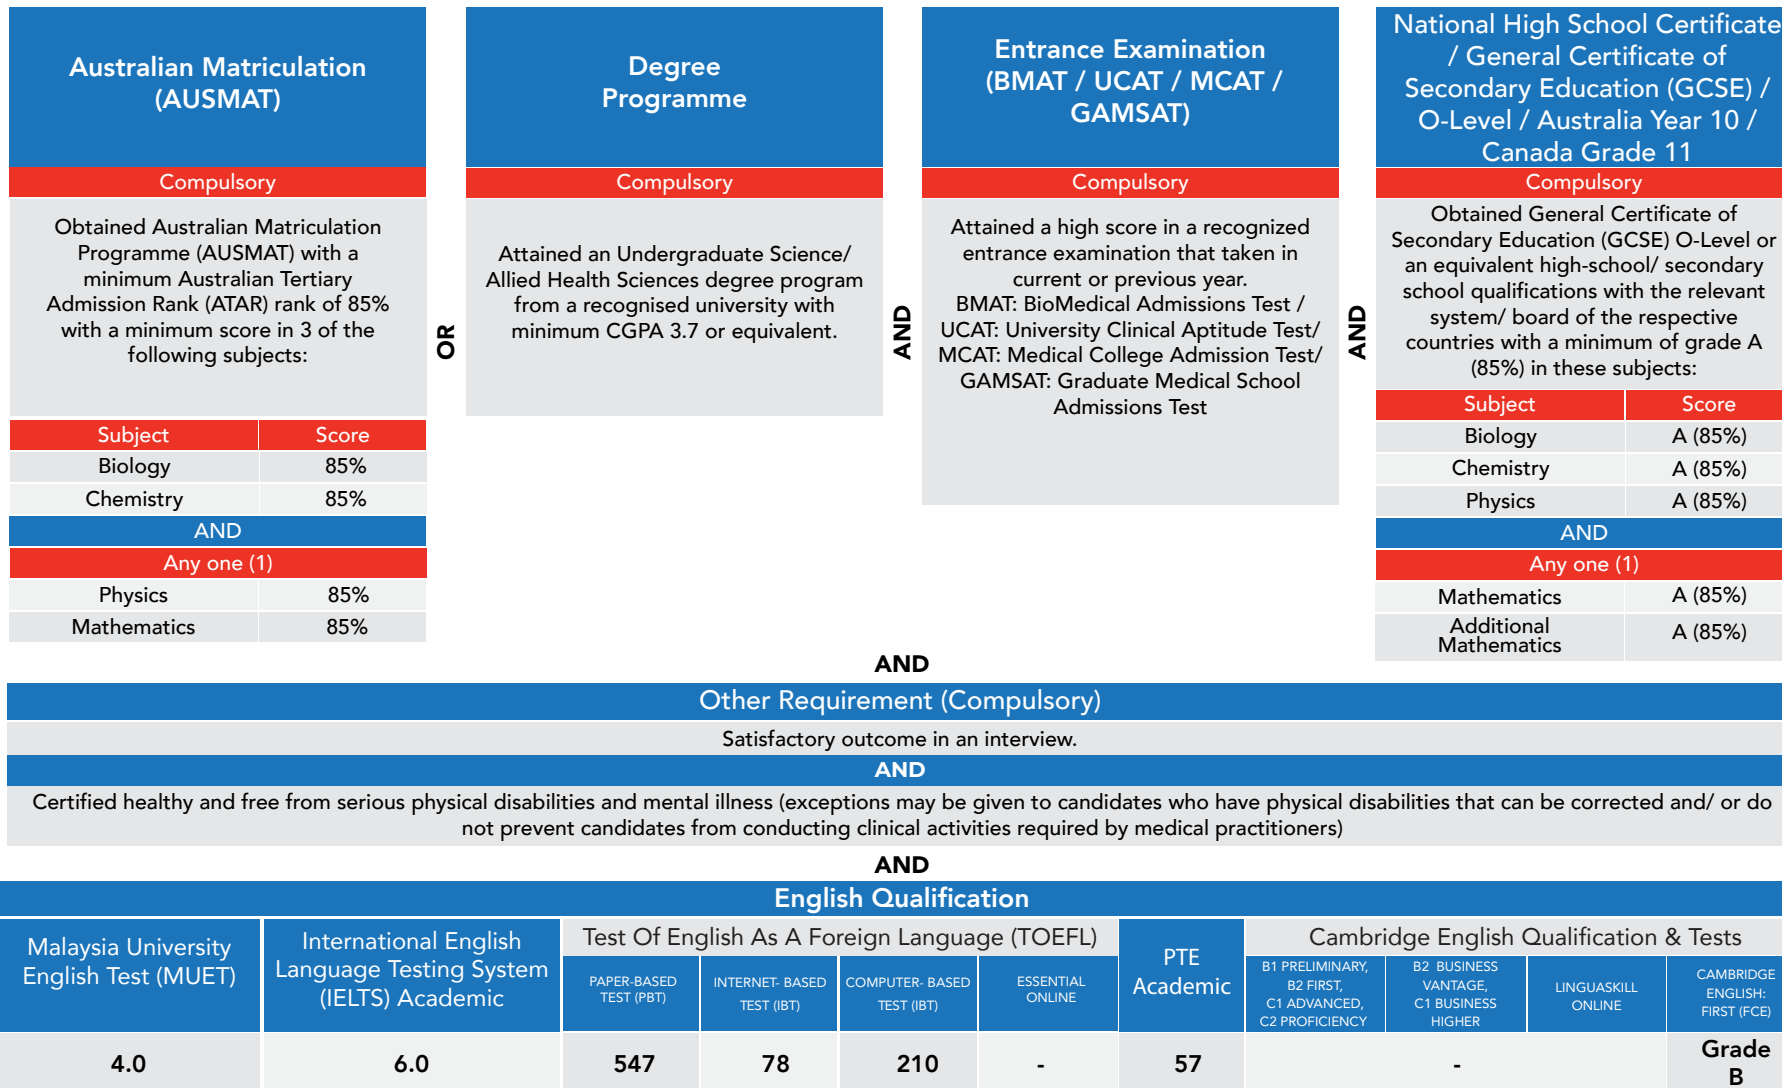 Australian Matriculation
(AUSMAT)
Compulsory
Obtained Australian Matriculation
Programme (AUSMAT) with a
minimum Australian Tertiary
Admission Rank (ATAR) rank of 85%
with a minimum score in 3 of the
following subjects:
Subject Score
Biology 85%
Chemistry 85%
AND
Any one (1)
Physics 85%
Mathematics 85%
OR
Degree
Programme
Compulsory
Attained an Undergraduate Science/
Allied Health Sciences degree program
from a recognised university with
minimum CGPA 3.7 or equivalent.
AND
Entrance Examination
(BMAT / UCAT / MCAT /
GAMSAT)
Compulsory
Attained a high score in a recognized
entrance examination that taken in
current or previous year.
BMAT: BioMedical Admissions Test /
UCAT: University Clinical Aptitude Test/
MCAT: Medical College Admission Test/
GAMSAT: Graduate Medical School
Admissions Test
AND
National High School Certificate
/ General Certificate of
Secondary Education (GCSE) /
O-Level / Australia Year 10 /
Canada Grade 11
Compulsory
Obtained General Certificate of
Secondary Education (GCSE) O-Level or
an equivalent high-school/ secondary
school qualifications with the relevant
system/ board of the respective
countries with a minimum of grade A
(85%) in these subjects:
Subject Score
Biology A (85%)
Chemistry A (85%)
Physics A (85%)
AND
Any one (1)
Mathematics A (85%)
Additional
Mathematics A (85%)
AND
Other Requirement (Compulsory)
Satisfactory outcome in an interview.
AND
Certified healthy and free from serious physical disabilities and mental illness (exceptions may be given to candidates who have physical disabilities that can be corrected and/ or do
not prevent candidates from conducting clinical activities required by medical practitioners)
AND
English Qualification
Malaysia University
English Test (MUET)
International English
Language Testing System
(IELTS) Academic
Test Of English As A Foreign Language (TOEFL)
PAPER-BASED
TEST (PBT)
INTERNET- BASED
TEST (IBT)
COMPUTER- BASED
TEST (IBT)
ESSENTIAL
ONLINE
PTE
Academic
Cambridge English Qualification & Tests
B1 PRELIMINARY,
B2 FIRST,
C1 ADVANCED,
C2 PROFICIENCY
B2 BUSINESS
VANTAGE,
C1 BUSINESS
HIGHER
LINGUASKILL
ONLINE
CAMBRIDGE
ENGLISH:
FIRST (FCE)
4.0 6.0 547 78 210 - 57 - Grade
B